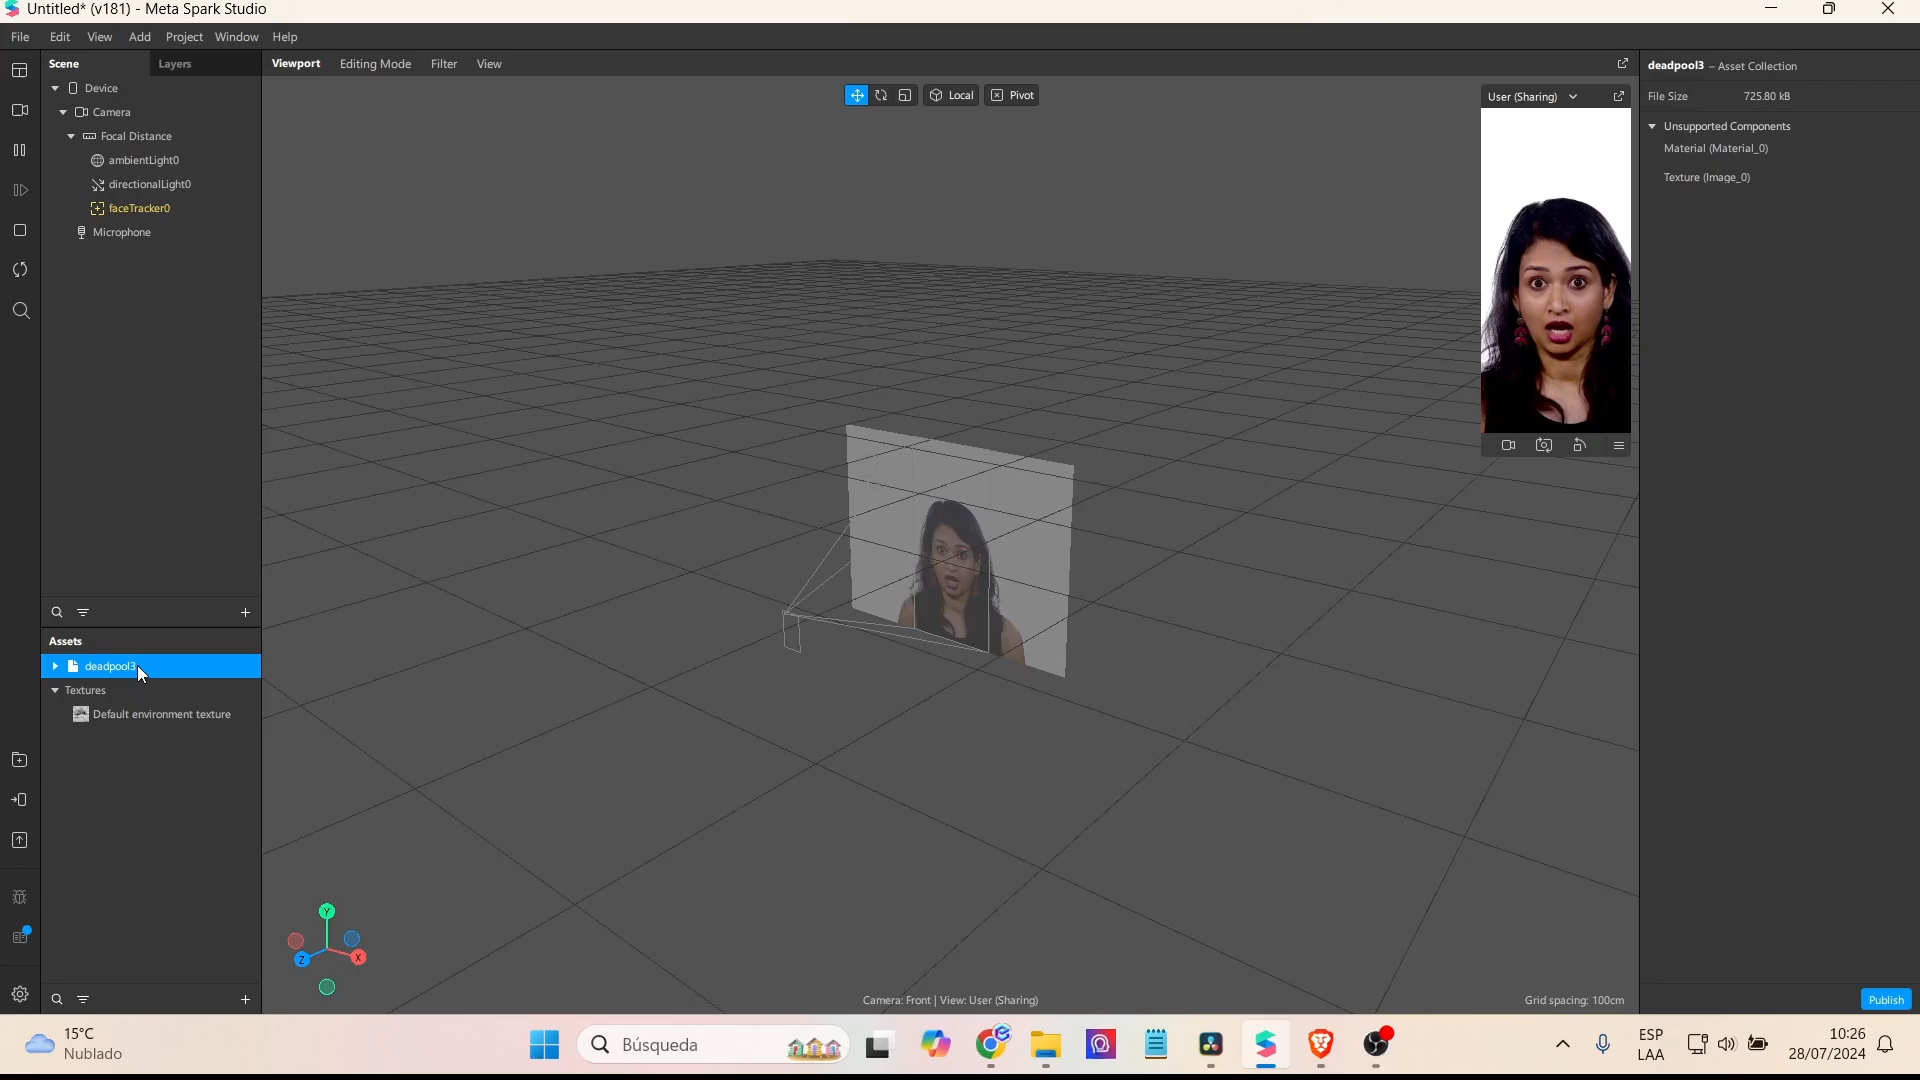 Untitled* (v181) - Meta Spark Studio
File Edit View Add Project Window Help
Scene Layers
Device
Camera
Focal Distance
ambientLight0
directionalLight0
faceTracker0
Microphone
Assets
deadpool3
Textures
Default environment texture
Viewport Editing Mode Filter View
Local Pivot
User (Sharing)
Y
Z
X
Camera: Front | View: User (Sharing)
Grid spacing: 100cm
deadpool3 – Asset Collection
File Size 725.80 kB
Unsupported Components
Material (Material_0)
Texture (Image_0)
Publish
15°C
Nublado
Búsqueda
ESP
LAA
10:26
28/07/2024